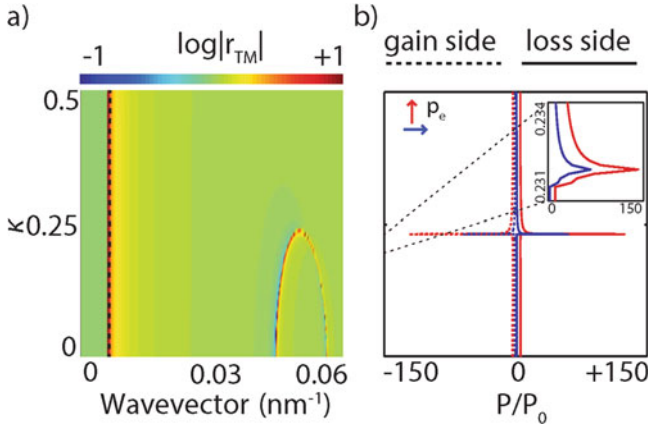 a)
log|r_TM|
-1
+1
0.5
κ
0.25
0
0
0.03
0.06
Wavevector (nm⁻¹)
b)
gain side
loss side
p_e
0.234
0.231
0
150
-150
0
+150
P/P_0